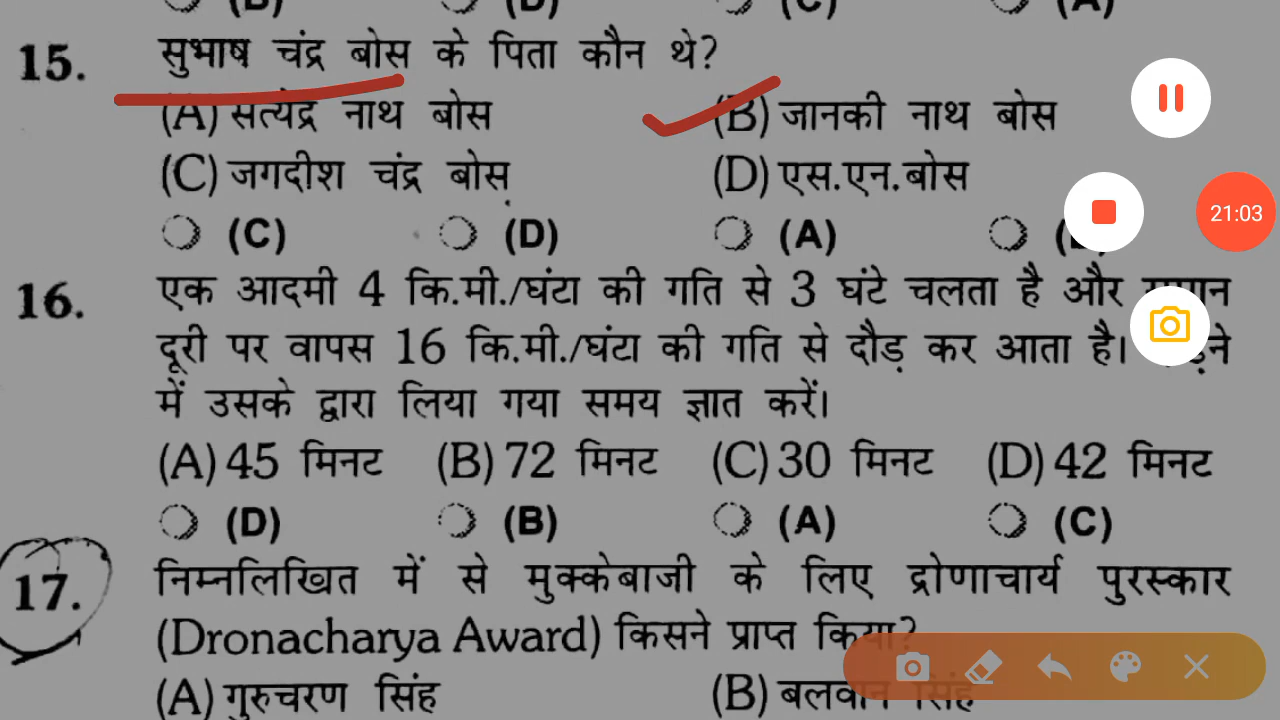 (B) (D) (C) (A)
15. सुभाष चंद्र बोस के पिता कौन थे?
(A) सत्येंद्र नाथ बोस (B) जानकी नाथ बोस
(C) जगदीश चंद्र बोस (D) एस.एन.बोस
(C) (D) (A)
21:03
16. एक आदमी 4 कि.मी./घंटा की गति से 3 घंटे चलता है और
दूरी पर वापस 16 कि.मी./घंटा की गति से दौड़ कर आता है।
में उसके द्वारा लिया गया समय ज्ञात करें।
(A) 45 मिनट (B) 72 मिनट (C) 30 मिनट (D) 42 मिनट
(D) (B) (A) (C)
17. निम्नलिखित में से मुक्केबाजी के लिए द्रोणाचार्य पुरस्कार
(Dronacharya Award) किसने प्राप्त किया?
(A) गुरुचरण सिंह (B) बलवान सिंह